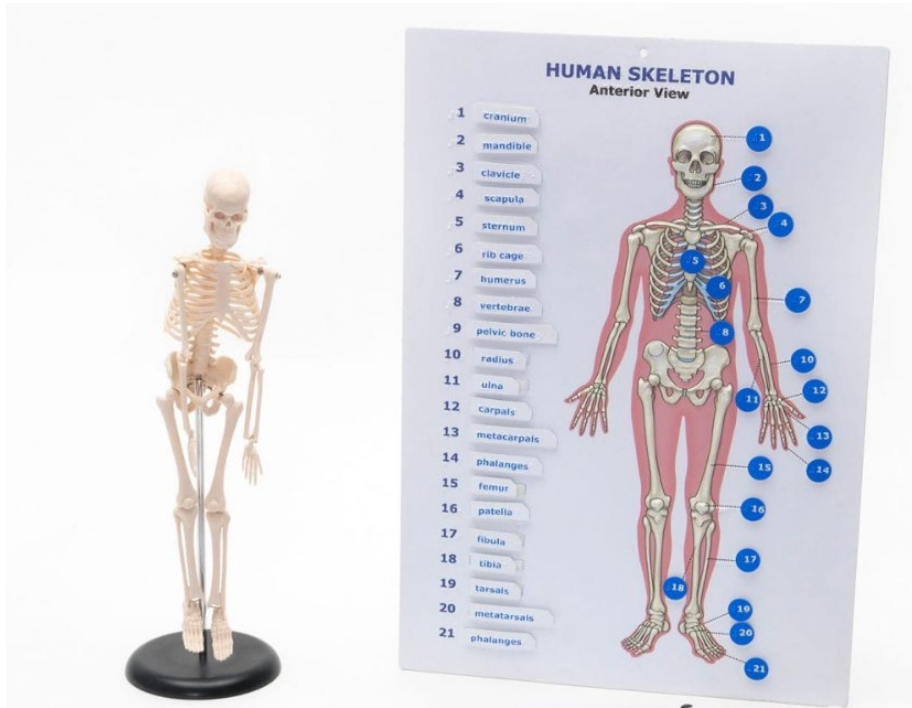 HUMAN SKELETON
Anterior View
1 cranium
2 mandible
3 clavicle
4 scapula
5 sternum
6 rib cage
7 humerus
8 vertebrae
9 pelvic bone
10 radius
11 ulna
12 carpals
13 metacarpals
14 phalanges
15 femur
16 patella
17 fibula
18 tibia
19 tarsals
20 metatarsals
21 phalanges
1
2
3
4
5
6
7
8
10
11
12
13
14
15
16
17
18
19
20
21